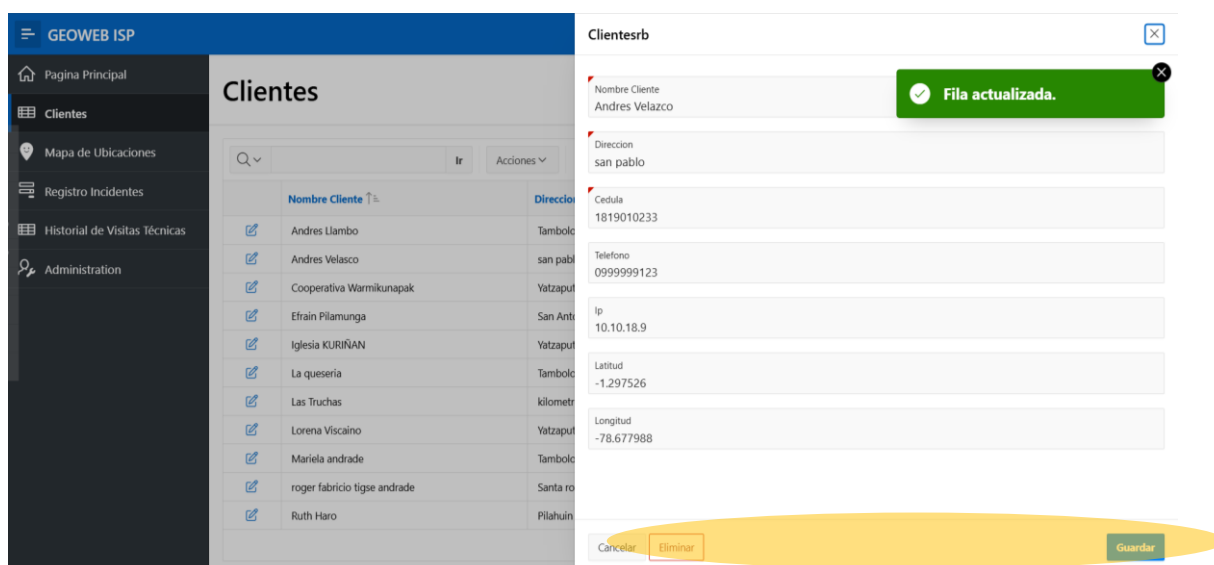 GEOWEB ISP
Pagina Principal
Clientes
Mapa de Ubicaciones
Registro Incidentes
Historial de Visitas Técnicas
Administration
Clientes
Ir
Acciones
Nombre Cliente
Direccion
Andres Llambo
Tambolo
Andres Velasco
san pabl
Cooperativa Warmikunapak
Yatzaput
Efrain Pilamunga
San Anto
Iglesia KURIÑAN
Yatzaput
La queseria
Tambolo
Las Truchas
kilometr
Lorena Viscaino
Yatzaput
Mariela andrade
Tambolo
roger fabricio tigse andrade
Santa ro
Ruth Haro
Pilahuin
Clientesrb
Fila actualizada.
Nombre Cliente
Andres Velazco
Direccion
san pablo
Cedula
1819010233
Telefono
0999999123
Ip
10.10.18.9
Latitud
-1.297526
Longitud
-78.677988
Cancelar
Eliminar
Guardar